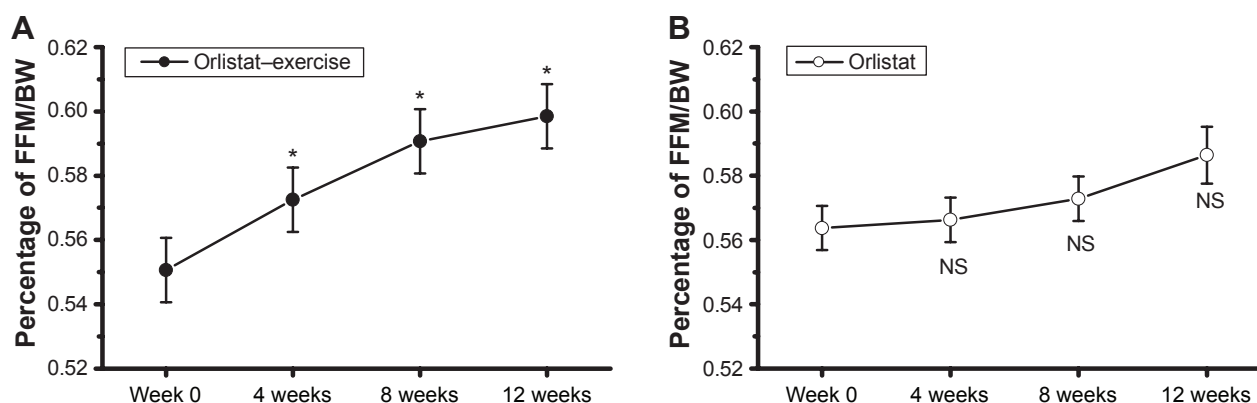 A
Percentage of FFM/BW
0.62
0.60
0.58
0.56
0.54
0.52
Orlistat–exercise
*
*
*
Week 0
4 weeks
8 weeks
12 weeks
B
Percentage of FFM/BW
0.62
0.60
0.58
0.56
0.54
0.52
Orlistat
NS
NS
NS
Week 0
4 weeks
8 weeks
12 weeks